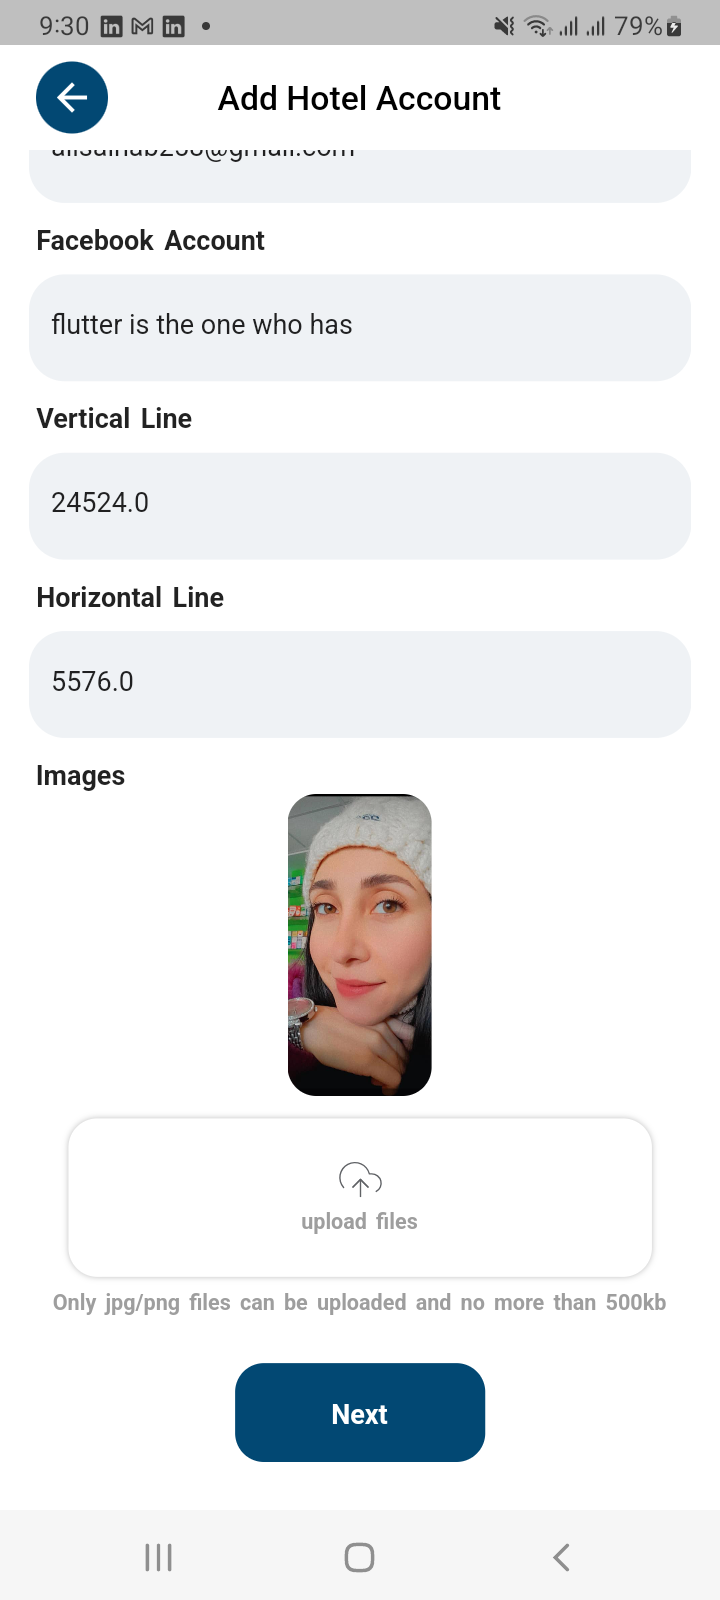 9:30 79%
Add Hotel Account
Facebook Account
flutter is the one who has
Vertical Line
24524.0
Horizontal Line
5576.0
Images
upload files
Only jpg/png files can be uploaded and no more than 500kb
Next